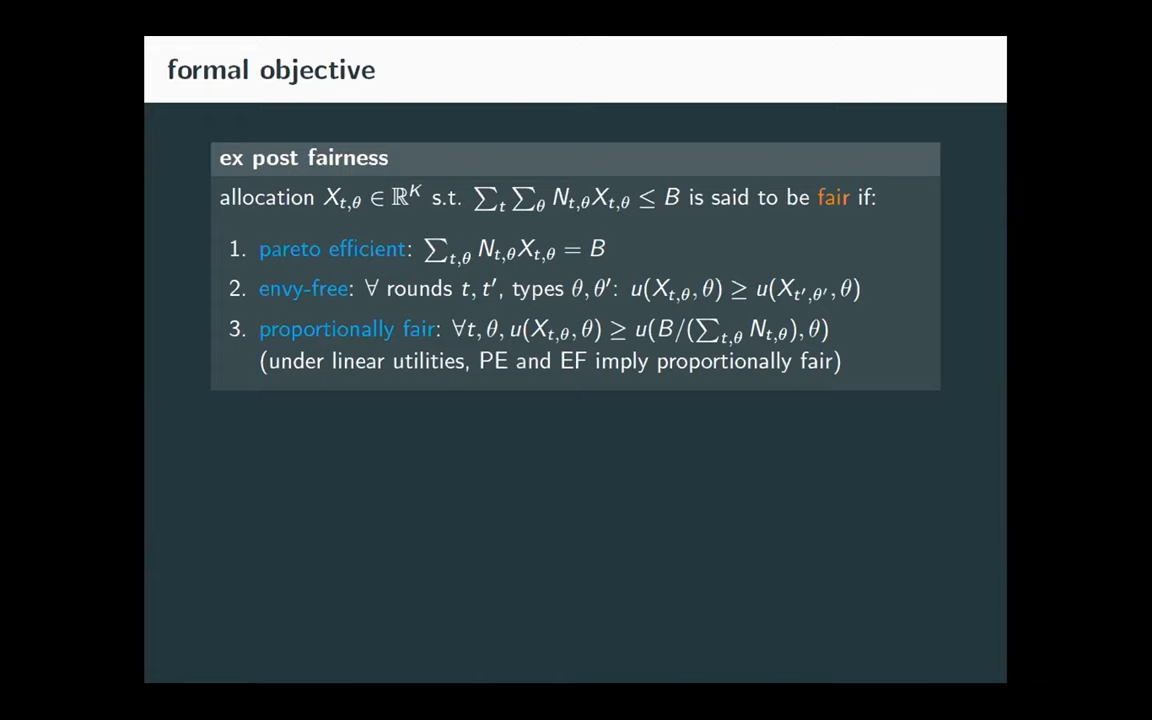 formal objective
ex post fairness
allocation X_{t,θ} ∈ ℝ^K s.t. ∑_t ∑_θ N_{t,θ}X_{t,θ} ≤ B is said to be fair if:
1. pareto efficient: ∑_{t,θ} N_{t,θ}X_{t,θ} = B
2. envy-free: ∀ rounds t, t′, types θ, θ′: u(X_{t,θ}, θ) ≥ u(X_{t′,θ′}, θ)
3. proportionally fair: ∀t, θ, u(X_{t,θ}, θ) ≥ u(B/(∑_{t,θ} N_{t,θ}), θ)
(under linear utilities, PE and EF imply proportionally fair)